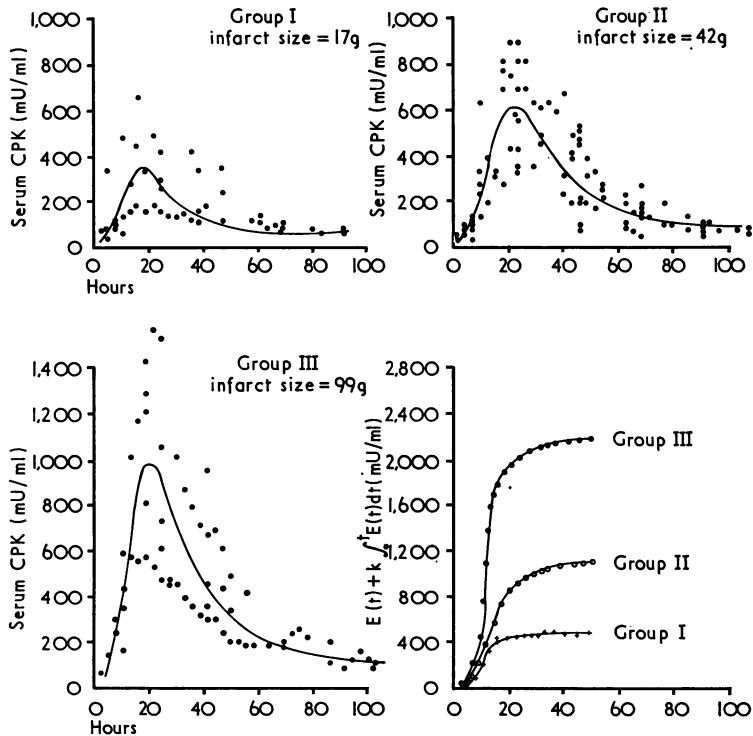 Group I
infarct size = 17g
Serum CPK (mU/ml)
1,000
800
600
400
200
0
0 20 40 60 80 100
Hours
Group II
infarct size = 42g
Serum CPK (mU/ml)
1,000
800
600
400
200
0
0 20 40 60 80 100
Group III
infarct size = 99g
Serum CPK (mU/ml)
1,400
1,200
1,000
800
600
400
200
0
0 20 40 60 80 100
Hours
E(t) + k ∫ᵗE(t)dt (mU/ml)
2,800
2,400
2,000
1,600
1,200
800
400
0
0 20 40 60 80 100
Group III
Group II
Group I